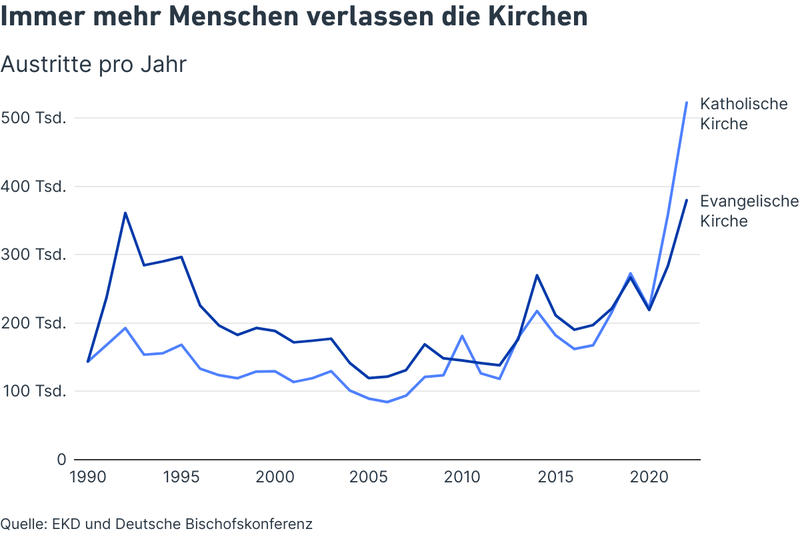 Immer mehr Menschen verlassen die Kirchen
Austritte pro Jahr
500 Tsd.
400 Tsd.
300 Tsd.
200 Tsd.
100 Tsd.
0
Katholische
Kirche
Evangelische
Kirche
1990 1995 2000 2005 2010 2015 2020
Quelle: EKD und Deutsche Bischofskonferenz